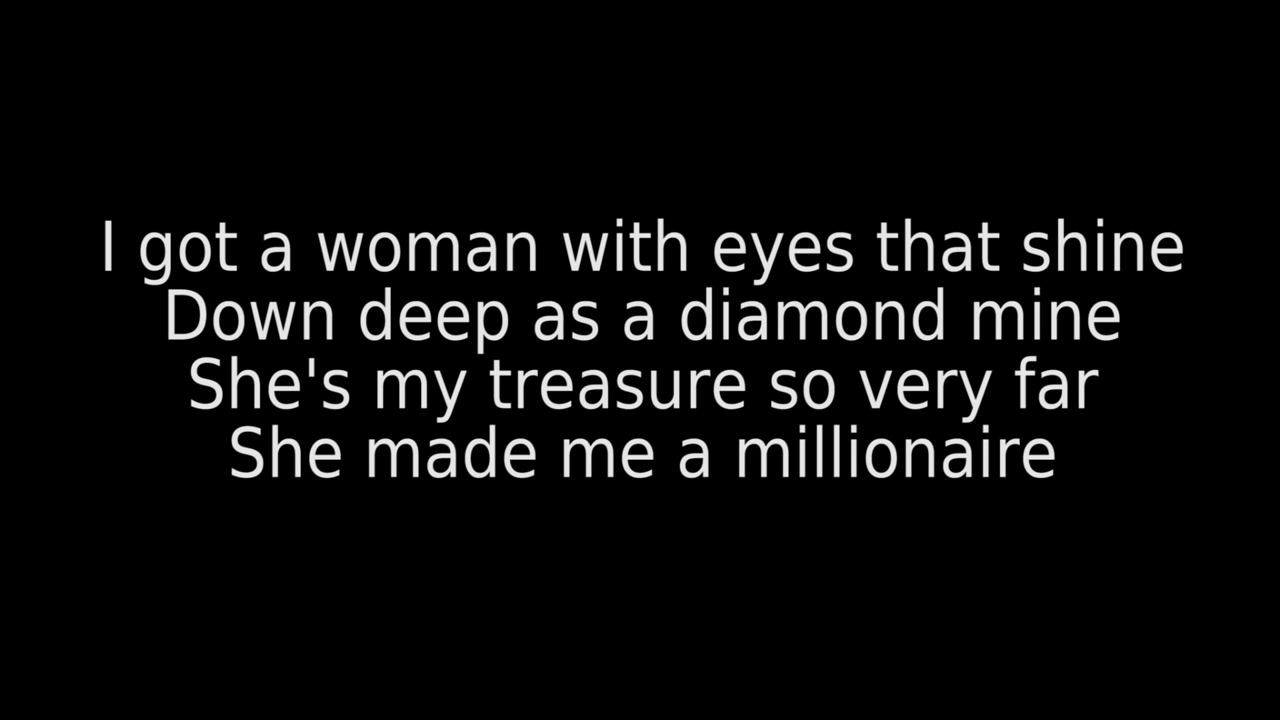 I got a woman with eyes that shine
Down deep as a diamond mine
She's my treasure so very far
She made me a millionaire